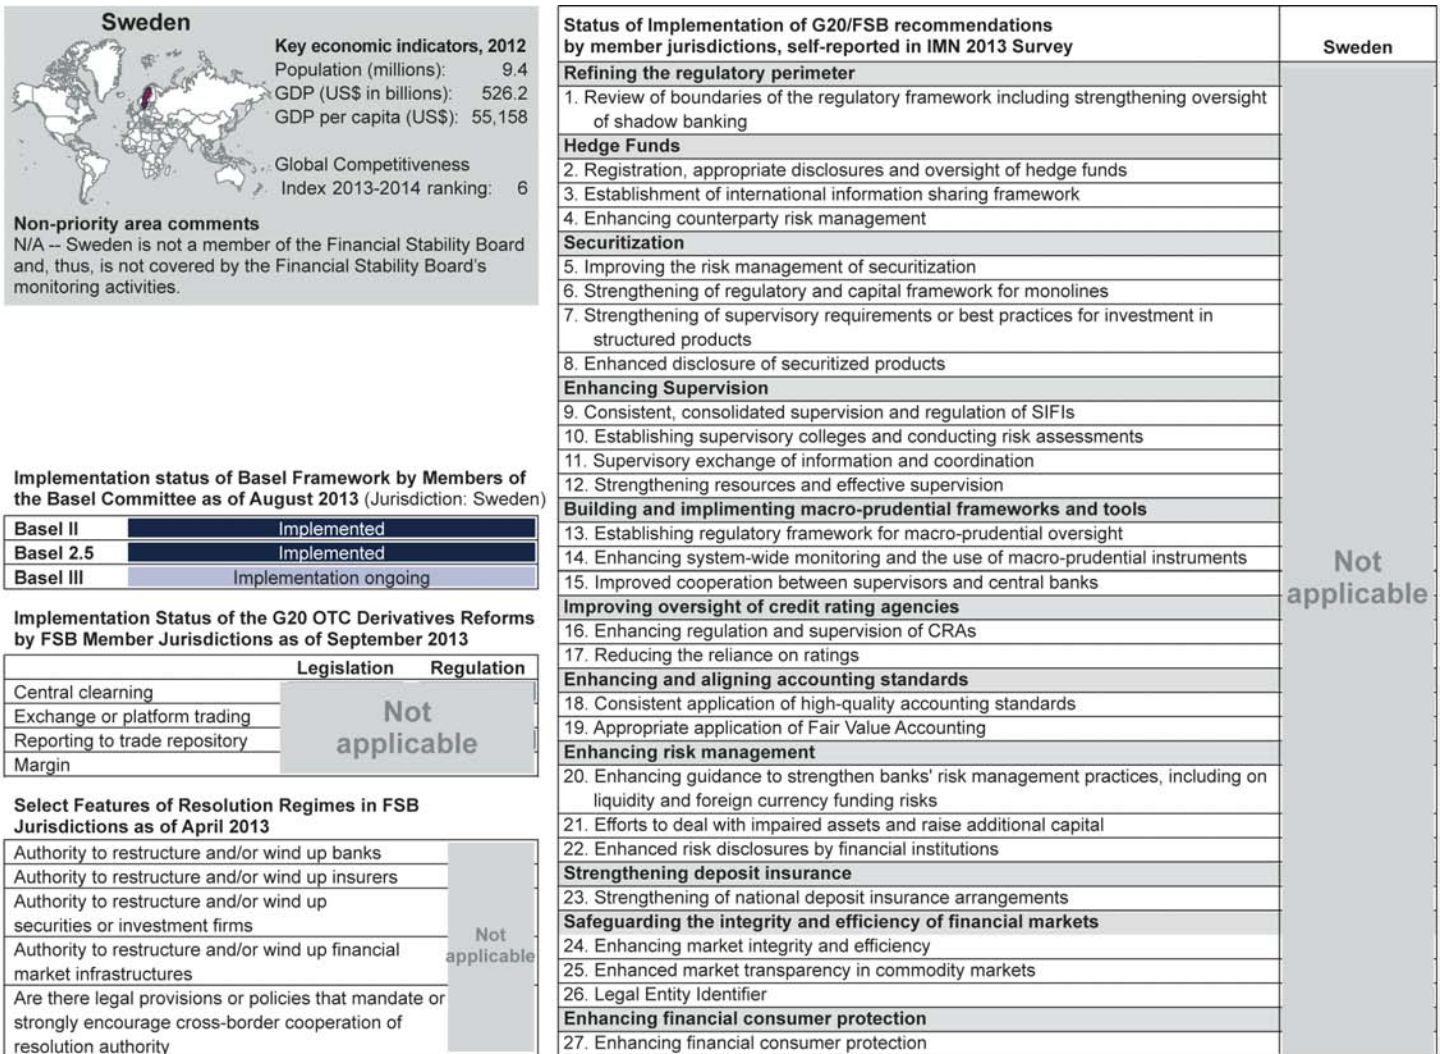 Sweden
Key economic indicators, 2012
Population (millions): 9.4
GDP (US$ in billions): 526.2
GDP per capita (US$): 55,158
Global Competitiveness
Index 2013-2014 ranking: 6
Non-priority area comments
N/A -- Sweden is not a member of the Financial Stability Board
and, thus, is not covered by the Financial Stability Board's
monitoring activities.
Implementation status of Basel Framework by Members of
the Basel Committee as of August 2013 (Jurisdiction: Sweden)
Basel II Implemented
Basel 2.5 Implemented
Basel III Implementation ongoing
Implementation Status of the G20 OTC Derivatives Reforms
by FSB Member Jurisdictions as of September 2013
Legislation Regulation
Central clearning
Exchange or platform trading
Reporting to trade repository
Margin
Not
applicable
Select Features of Resolution Regimes in FSB
Jurisdictions as of April 2013
Authority to restructure and/or wind up banks
Authority to restructure and/or wind up insurers
Authority to restructure and/or wind up
securities or investment firms
Authority to restructure and/or wind up financial
market infrastructures
Are there legal provisions or policies that mandate or
strongly encourage cross-border cooperation of
resolution authority
Not
applicable
Status of Implementation of G20/FSB recommendations
by member jurisdictions, self-reported in IMN 2013 Survey
Sweden
Refining the regulatory perimeter
1. Review of boundaries of the regulatory framework including strengthening oversight
of shadow banking
Hedge Funds
2. Registration, appropriate disclosures and oversight of hedge funds
3. Establishment of international information sharing framework
4. Enhancing counterparty risk management
Securitization
5. Improving the risk management of securitization
6. Strengthening of regulatory and capital framework for monolines
7. Strengthening of supervisory requirements or best practices for investment in
structured products
8. Enhanced disclosure of securitized products
Enhancing Supervision
9. Consistent, consolidated supervision and regulation of SIFIs
10. Establishing supervisory colleges and conducting risk assessments
11. Supervisory exchange of information and coordination
12. Strengthening resources and effective supervision
Building and implimenting macro-prudential frameworks and tools
13. Establishing regulatory framework for macro-prudential oversight
14. Enhancing system-wide monitoring and the use of macro-prudential instruments
15. Improved cooperation between supervisors and central banks
Improving oversight of credit rating agencies
16. Enhancing regulation and supervision of CRAs
17. Reducing the reliance on ratings
Enhancing and aligning accounting standards
18. Consistent application of high-quality accounting standards
19. Appropriate application of Fair Value Accounting
Enhancing risk management
20. Enhancing guidance to strengthen banks' risk management practices, including on
liquidity and foreign currency funding risks
21. Efforts to deal with impaired assets and raise additional capital
22. Enhanced risk disclosures by financial institutions
Strengthening deposit insurance
23. Strengthening of national deposit insurance arrangements
Safeguarding the integrity and efficiency of financial markets
24. Enhancing market integrity and efficiency
25. Enhanced market transparency in commodity markets
26. Legal Entity Identifier
Enhancing financial consumer protection
27. Enhancing financial consumer protection
Not
applicable